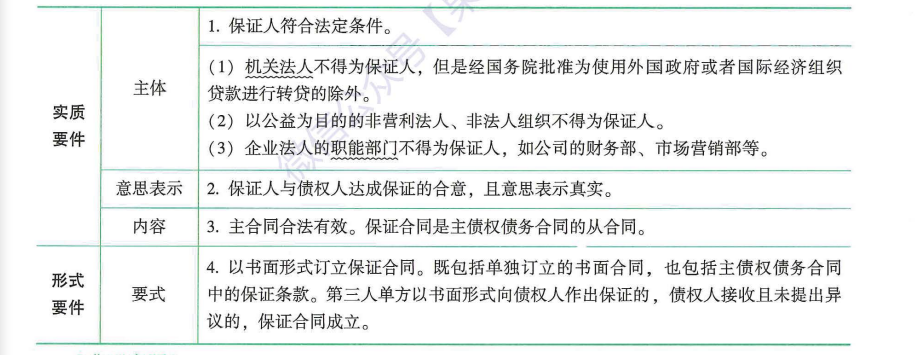 1. 保证人符合法定条件。
(1) 机关法人不得为保证人，但是经国务院批准为使用外国政府或者国际经济组织
贷款进行转贷的除外。
主体
(2) 以公益为目的的非营利法人、非法人组织不得为保证人。
实质
要件
(3) 企业法人的职能部门不得为保证人，如公司的财务部、市场营销部等。
意思表示 2. 保证人与债权人达成保证的合意，且意思表示真实。
内容 3. 主合同合法有效。保证合同是主债权债务合同的从合同。
形式
要件
要式
4. 以书面形式订立保证合同。既包括单独订立的书面合同，也包括主债权债务合同
中的保证条款。第三人单方以书面形式向债权人作出保证的，债权人接收且未提出异
议的，保证合同成立。
微信公众号【